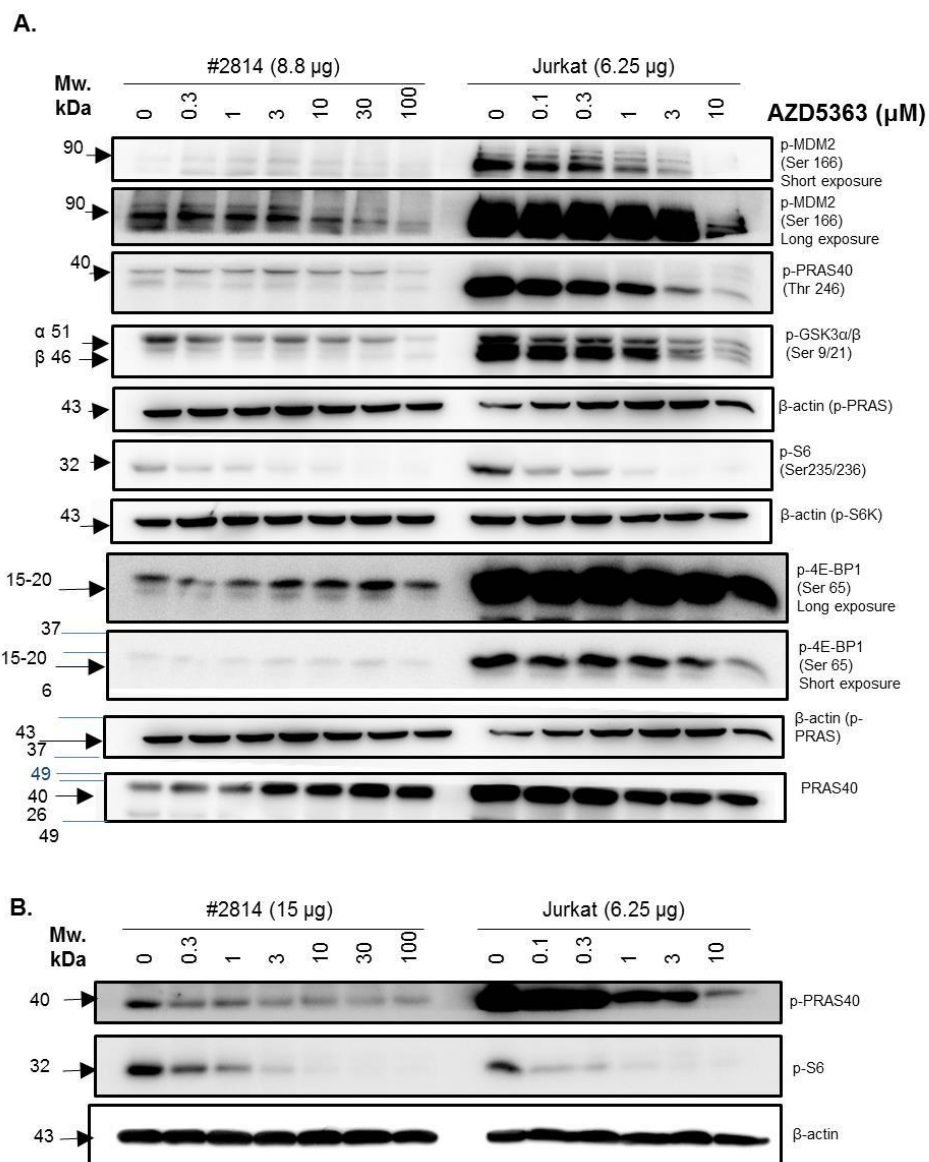 A.
#2814 (8.8 µg)
Jurkat (6.25 µg)
Mw.
kDa
0 0.3 1 3 10 30 100
0 0.1 0.3 1 3 10
AZD5363 (µM)
90
p-MDM2
(Ser 166)
Short exposure
90
p-MDM2
(Ser 166)
Long exposure
40
p-PRAS40
(Thr 246)
α 51
β 46
p-GSK3α/β
(Ser 9/21)
43
β-actin (p-PRAS)
32
p-S6
(Ser235/236)
43
β-actin (p-S6K)
15-20
p-4E-BP1
(Ser 65)
Long exposure
37
15-20
6
p-4E-BP1
(Ser 65)
Short exposure
43
37
β-actin (p-
PRAS)
49
40
26
49
PRAS40
B.
#2814 (15 µg)
Jurkat (6.25 µg)
Mw.
kDa
0 0.3 1 3 10 30 100
0 0.1 0.3 1 3 10
40
p-PRAS40
32
p-S6
43
β-actin